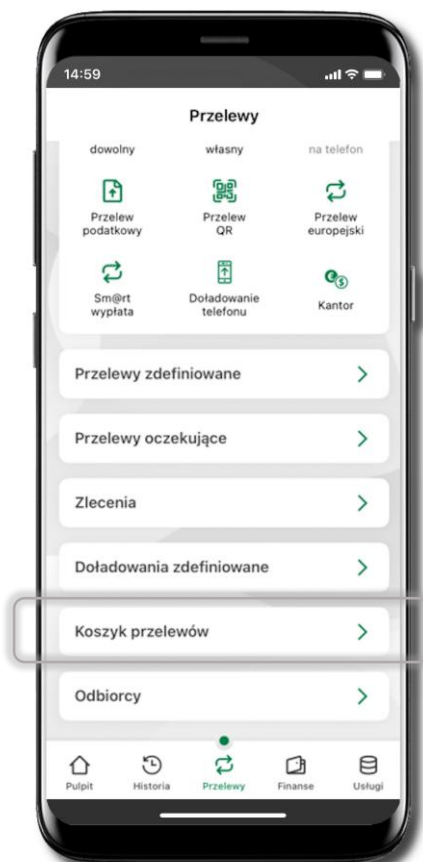 14:59
Przelewy
dowolny własny na telefon
Przelew Przelew Przelew
podatkowy QR europejski
Sm@rt Doładowanie Kantor
wypłata telefonu
Przelewy zdefiniowane
Przelewy oczekujące
Zlecenia
Doładowania zdefiniowane
Koszyk przelewów
Odbiorcy
Pulpit Historia Przelewy Finanse Usługi